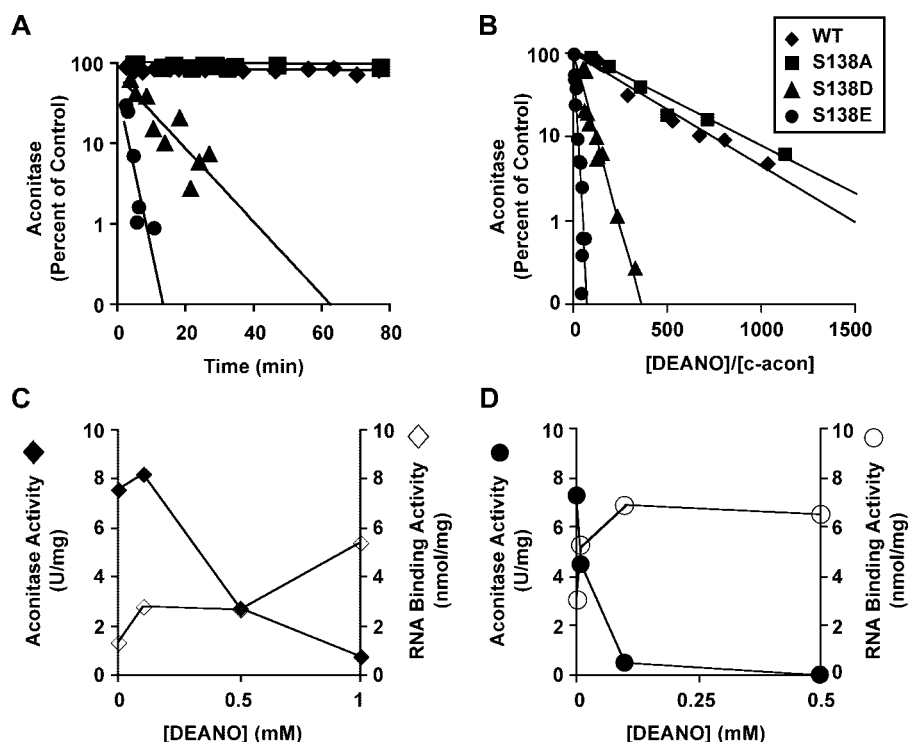 A
Aconitase
(Percent of Control)
100
10
1
0
0
20
40
60
80
Time (min)
B
Aconitase
(Percent of Control)
100
10
1
0
0
500
1000
1500
[DEANO]/[c-acon]
WT
S138A
S138D
S138E
C
Aconitase Activity
(U/mg)
10
8
6
4
2
0
0
0.5
1
[DEANO] (mM)
10
8
6
4
2
0
RNA Binding Activity
(nmol/mg)
D
Aconitase Activity
(U/mg)
10
8
6
4
2
0
0
0.25
0.5
[DEANO] (mM)
10
8
6
4
2
0
RNA Binding Activity
(nmol/mg)